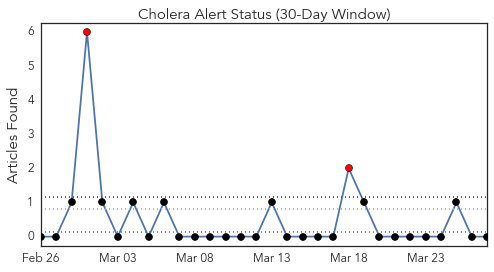 Cholera Alert Status (30-Day Window)
Articles Found
6
5
4
3
2
1
0
Feb 26 Mar 03 Mar 08 Mar 13 Mar 18 Mar 23